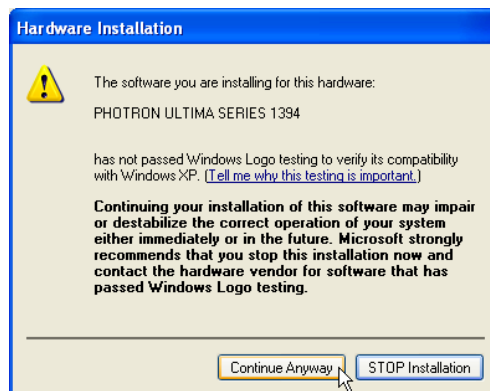 Hardware Installation
The software you are installing for this hardware:
PHOTRON ULTIMA SERIES 1394
has not passed Windows Logo testing to verify its compatibility
with Windows XP. (Tell me why this testing is important.)
Continuing your installation of this software may impair
or destabilize the correct operation of your system
either immediately or in the future. Microsoft strongly
recommends that you stop this installation now and
contact the hardware vendor for software that has
passed Windows Logo testing.
Continue Anyway STOP Installation